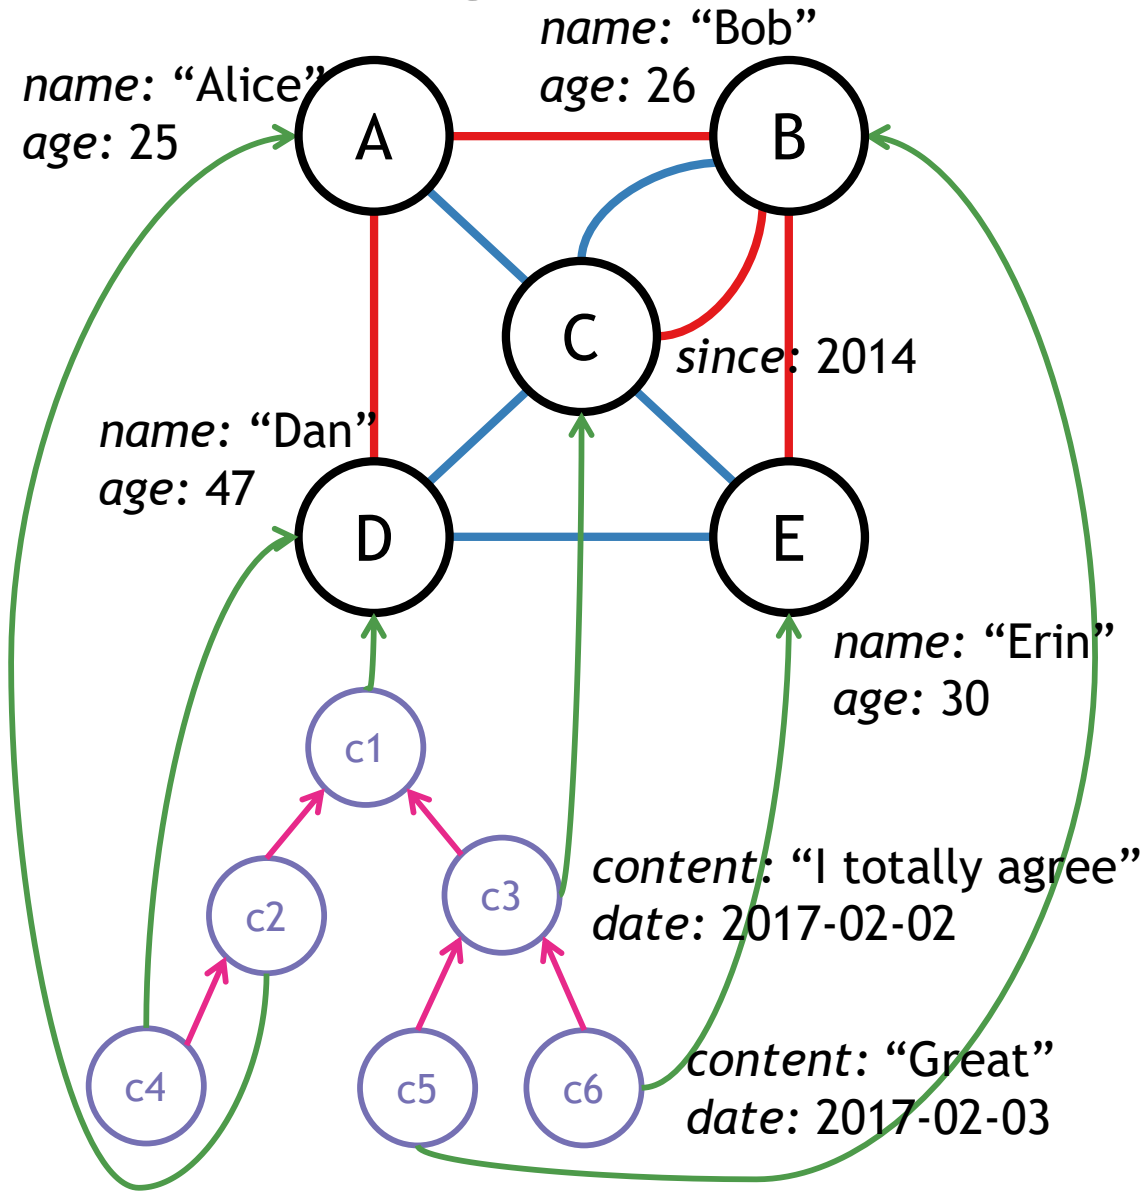 name: “Bob”
age: 26
name: “Alice”
age: 25
A
B
C
since: 2014
name: “Dan”
age: 47
D
E
name: “Erin”
age: 30
c1
c2
c3
content: “I totally agree”
date: 2017-02-02
c4
c5
c6
content: “Great”
date: 2017-02-03